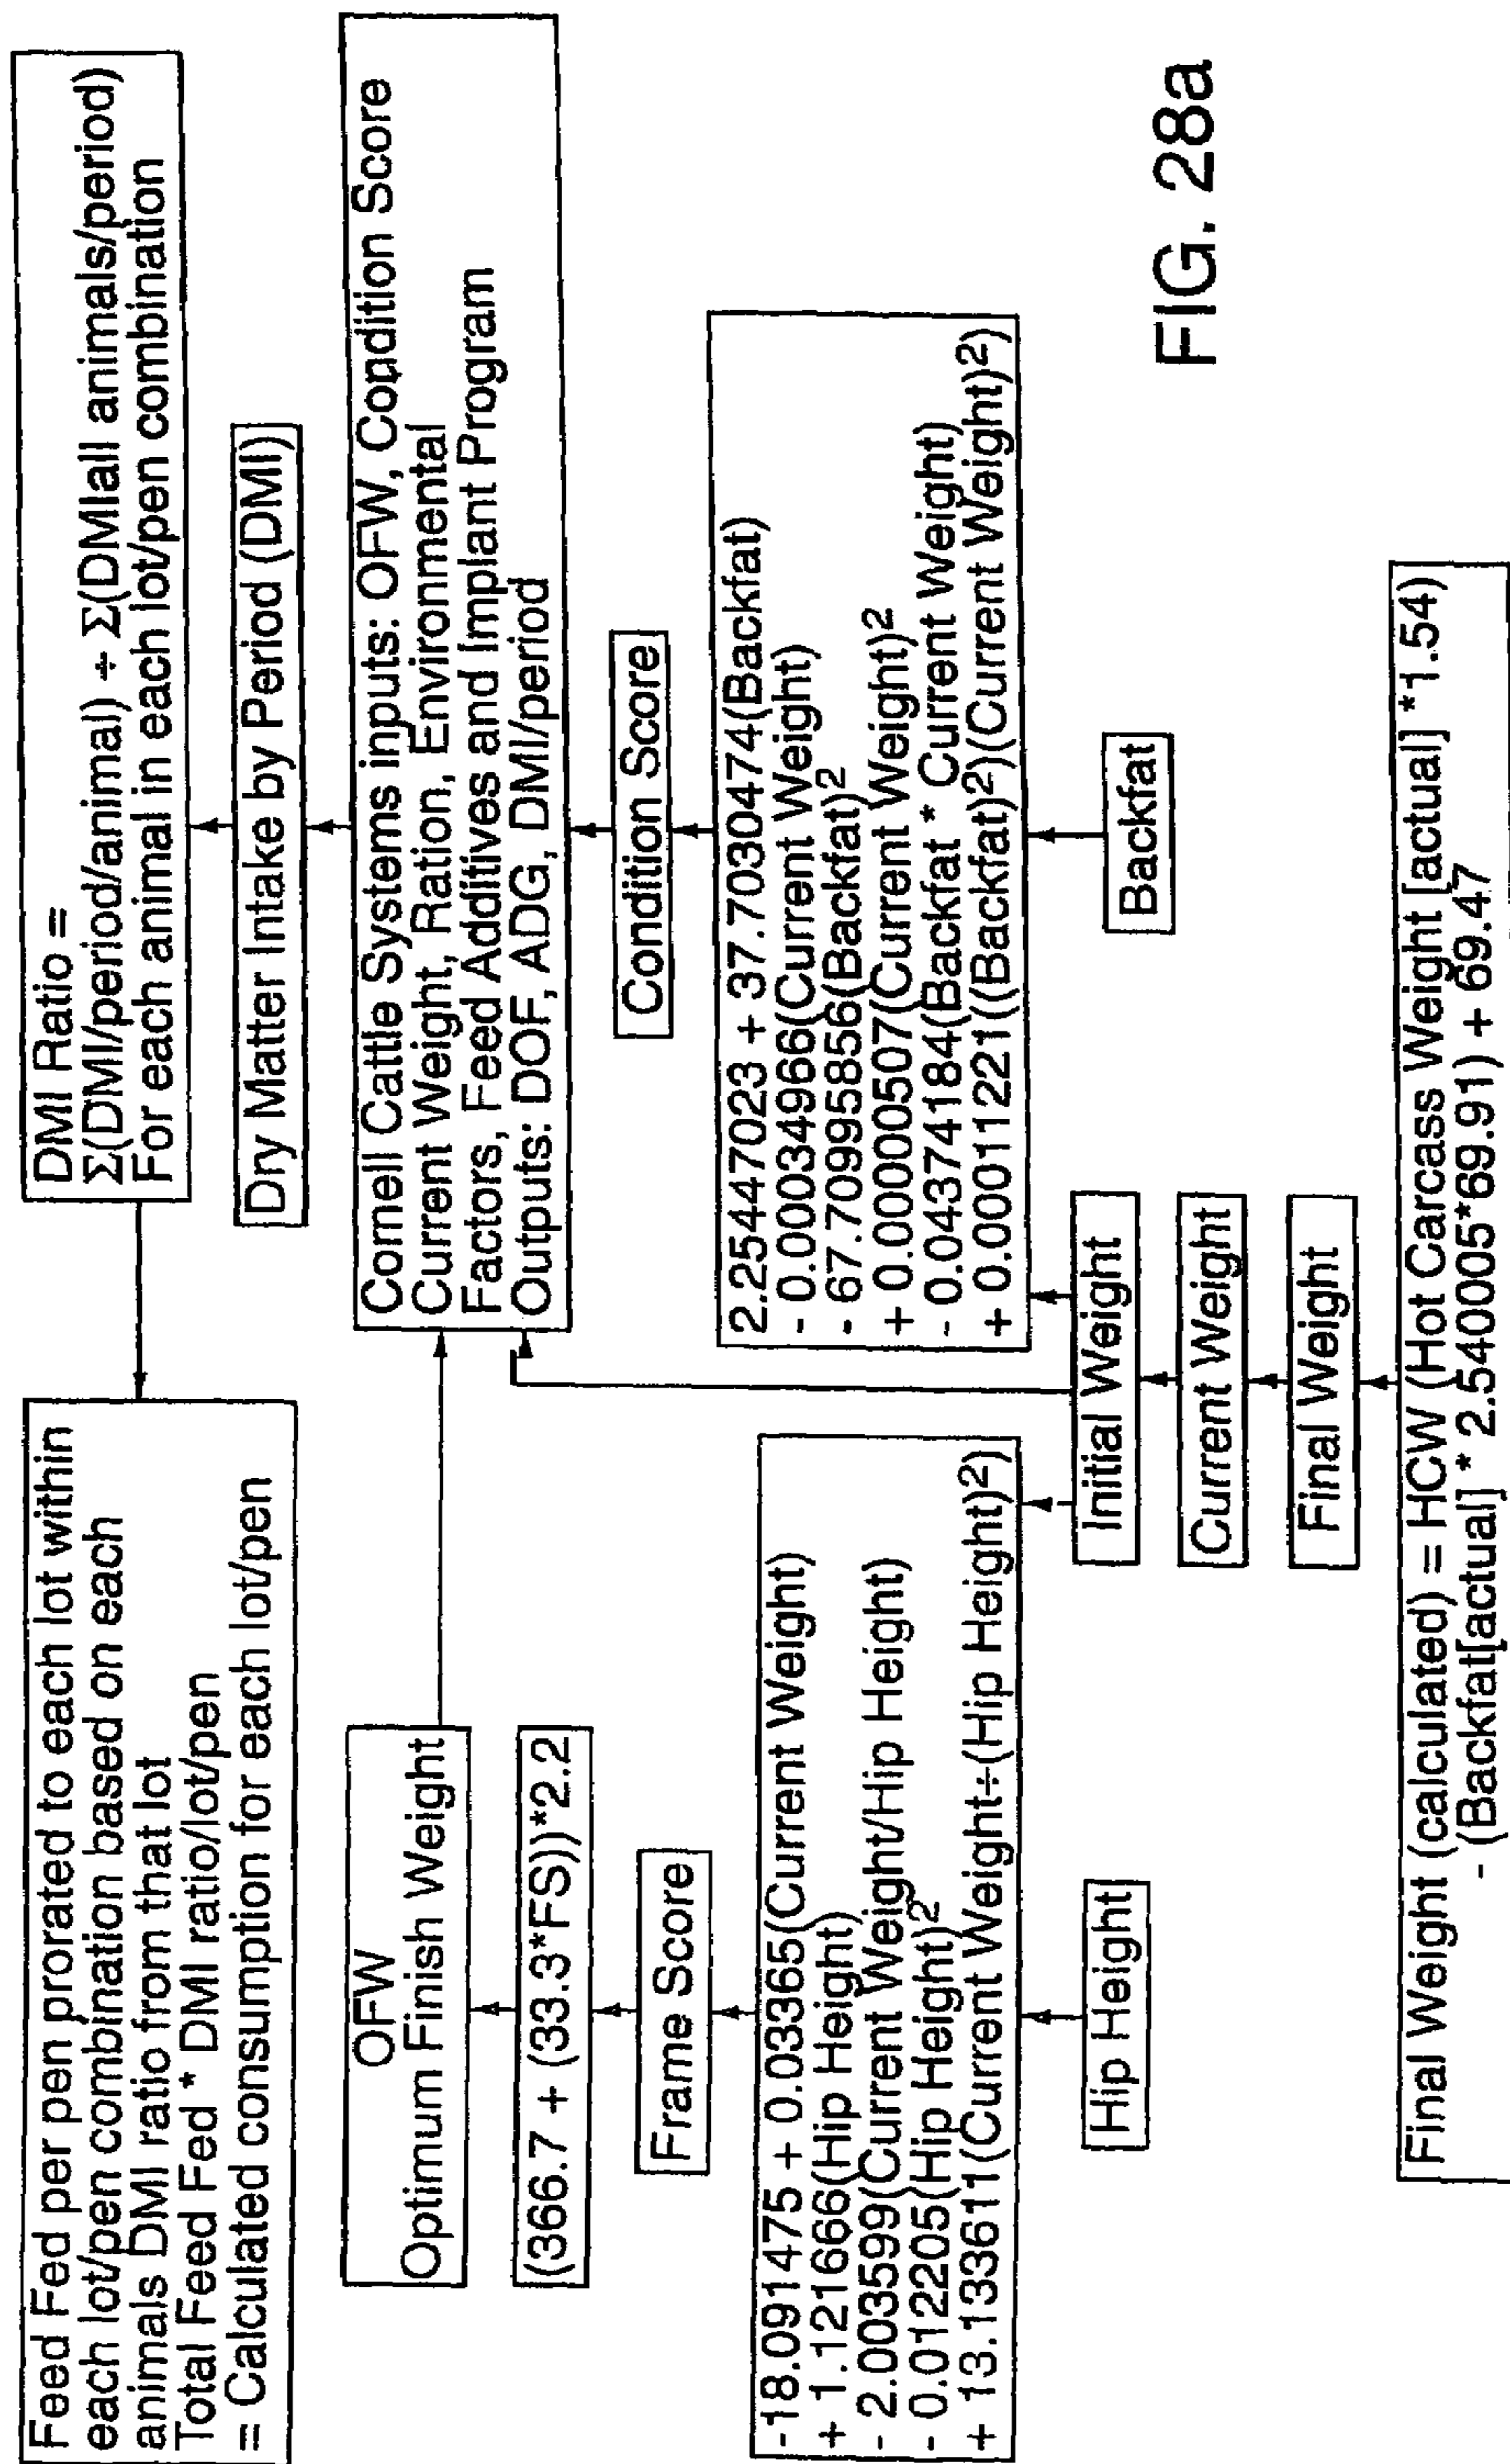 Feed Fed per pen prorated to each lot within
each lot/pen combination based on each
animals DMI ratio from that lot
Total Feed Fed * DMI ratio/lot/pen
= Calculated consumption for each lot/pen
DMI Ratio =
Σ(DMI/period/animal) ÷ Σ(DMIall animals/period)
For each animal in each lot/pen combination
Dry Matter Intake by Period (DMI)
OFW
Optimum Finish Weight
Cornell Cattle Systems inputs: OFW, Condition Score
Current Weight, Ration, Environmental
Factors, Feed Additives and Implant Program
Outputs: DOF, ADG, DMI/period
(366.7 + (33.3*FS))*2.2
Frame Score
Condition Score
-18.091475 + 0.03365(Current Weight)
+ 1.121666(Hip Height)
- 2.003599(Current Weight/Hip Height)
- 0.012205(Hip Height)2
+ 13.133611(Current Weight÷(Hip Height)2)
2.25447023 + 37.7030474(Backfat)
- 0.00034966(Current Weight)
- 67.7099585856(Backfat)2
+ 0.00000507(Current Weight)2
- 0.04374184(Backfat * Current Weight)
+ 0.00011221((Backfat)2)(Current Weight)2)
Hip Height
Initial Weight
Backfat
Current Weight
Final Weight
Final Weight (calculated) = HCW (Hot Carcass Weight [actual] *1.54)
- (Backfat[actual] * 2.540005*69.91) + 69.47
FIG. 28a